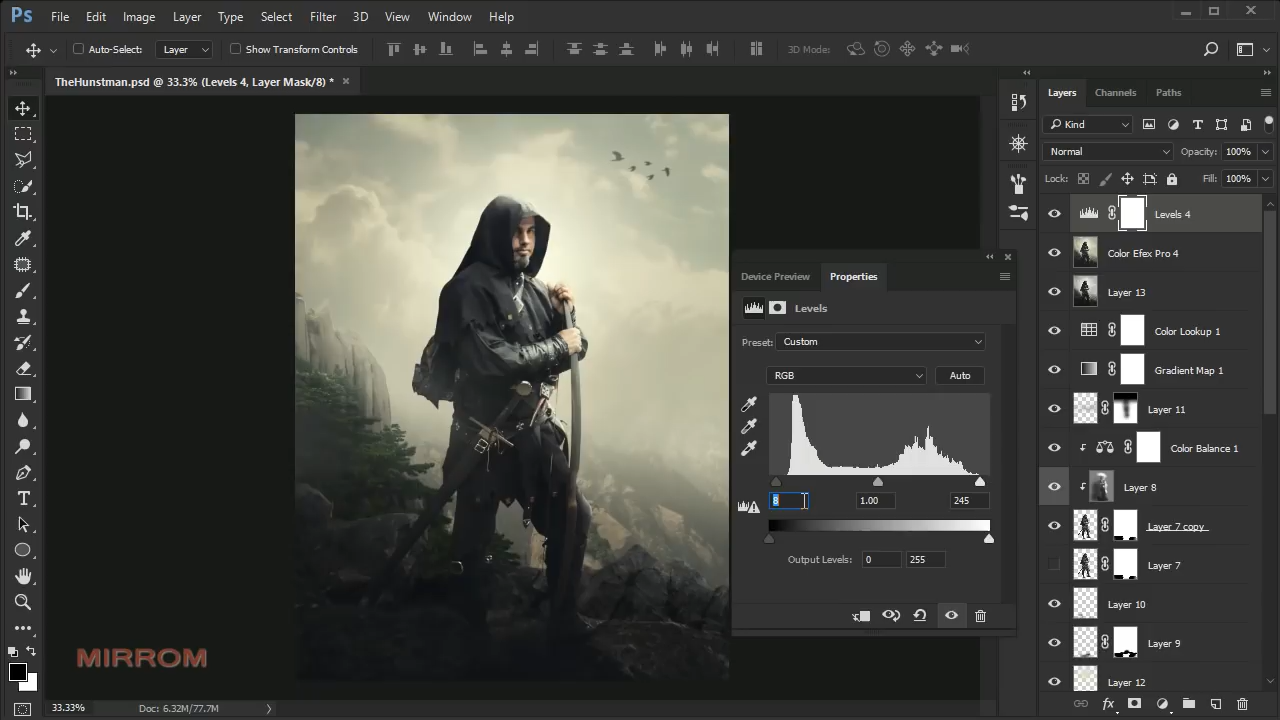 Ps File Edit Image Layer Type Select Filter 3D View Window Help
Auto-Select: Layer Show Transform Controls 3D Mode:
TheHunstman.psd @ 33.3% (Levels 4, Layer Mask/8) *
Layers Channels Paths
Kind
Normal Opacity: 100%
Lock: Fill: 100%
Levels 4
Color Efex Pro 4
Layer 13
Color Lookup 1
Gradient Map 1
Layer 11
Color Balance 1
Layer 8
Layer 7 copy
Layer 7
Layer 10
Layer 9
Layer 12
Device Preview Properties
Levels
Preset: Custom
RGB Auto
8 1.00 245
Output Levels: 0 255
MIRROM
33.33% Doc: 6.32M/77.7M